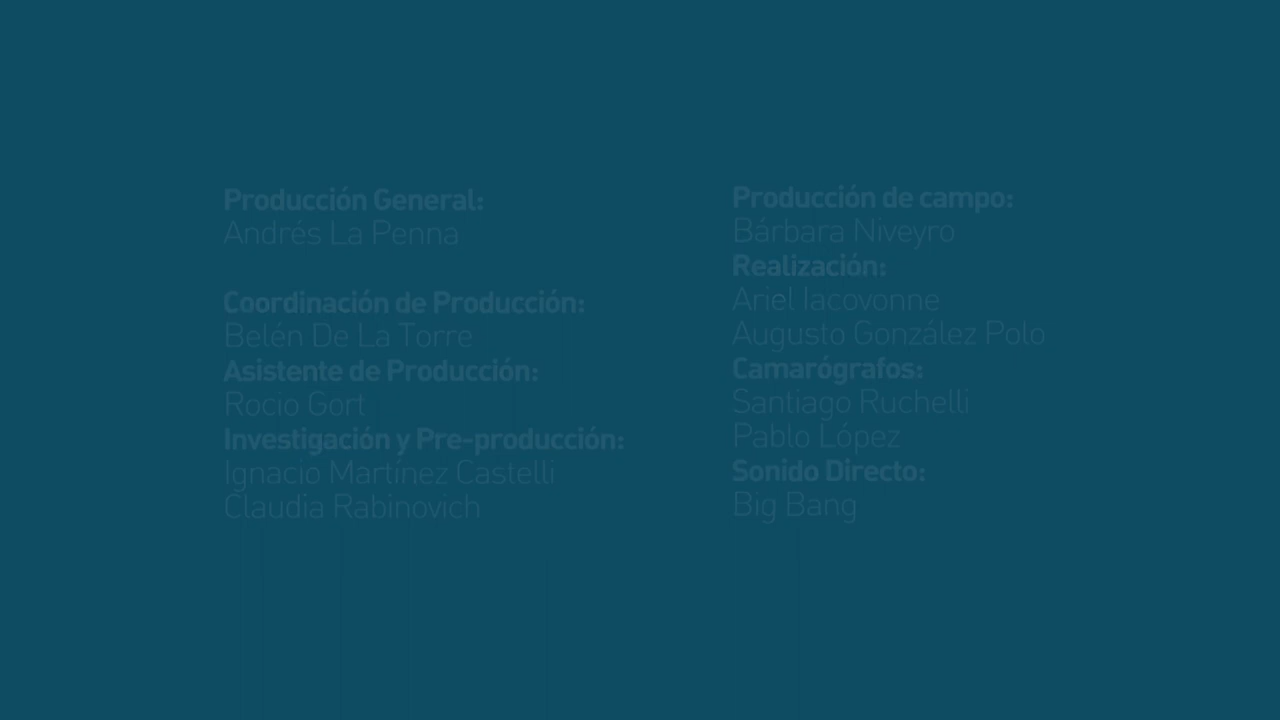 Producción General:
Andrés La Penna
Coordinación de Producción:
Belén De La Torre
Asistente de Producción:
Rocio Gort
Investigación y Pre-producción:
Ignacio Martínez Castelli
Claudia Rabinovich
Producción de campo:
Bárbara Niveyro
Realización:
Ariel Iacovonne
Augusto González Polo
Camarógrafos:
Santiago Ruchelli
Pablo López
Sonido Directo:
Big Bang